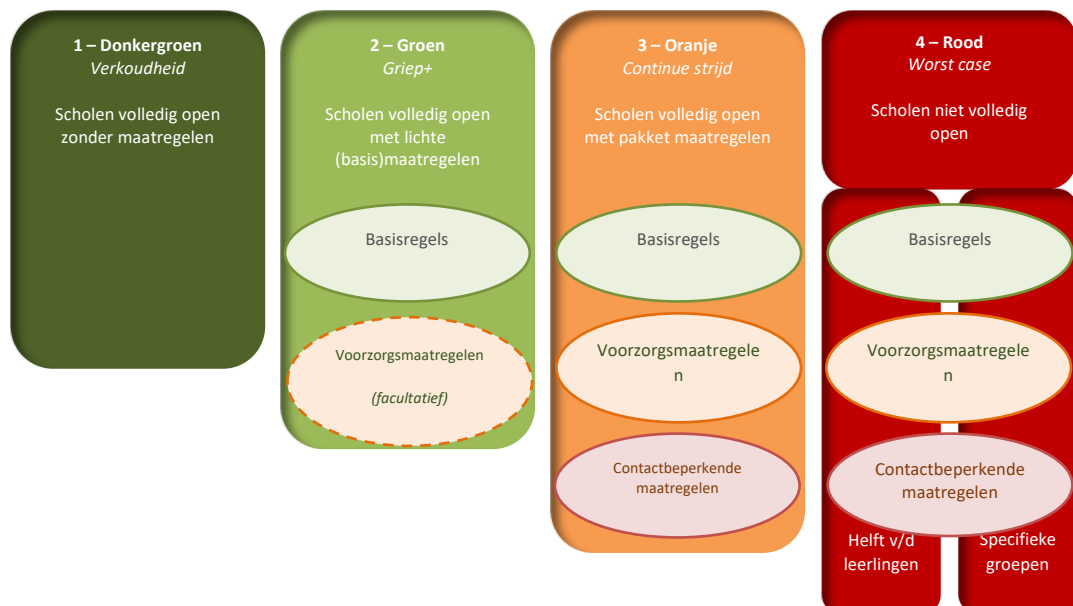 1 – Donkergroen
Verkoudheid
Scholen volledig open
zonder maatregelen
2 – Groen
Griep+
Scholen volledig open
met lichte
(basis)maatregelen
Basisregels
Voorzorgsmaatregelen
(facultatief)
3 – Oranje
Continue strijd
Scholen volledig open
met pakket maatregelen
Basisregels
Voorzorgsmaatregele
n
Contactbeperkende
maatregelen
4 – Rood
Worst case
Scholen niet volledig
open
Basisregels
Voorzorgsmaatregele
n
Contactbeperkende
maatregelen
Helft v/d
leerlingen
Specifieke
groepen